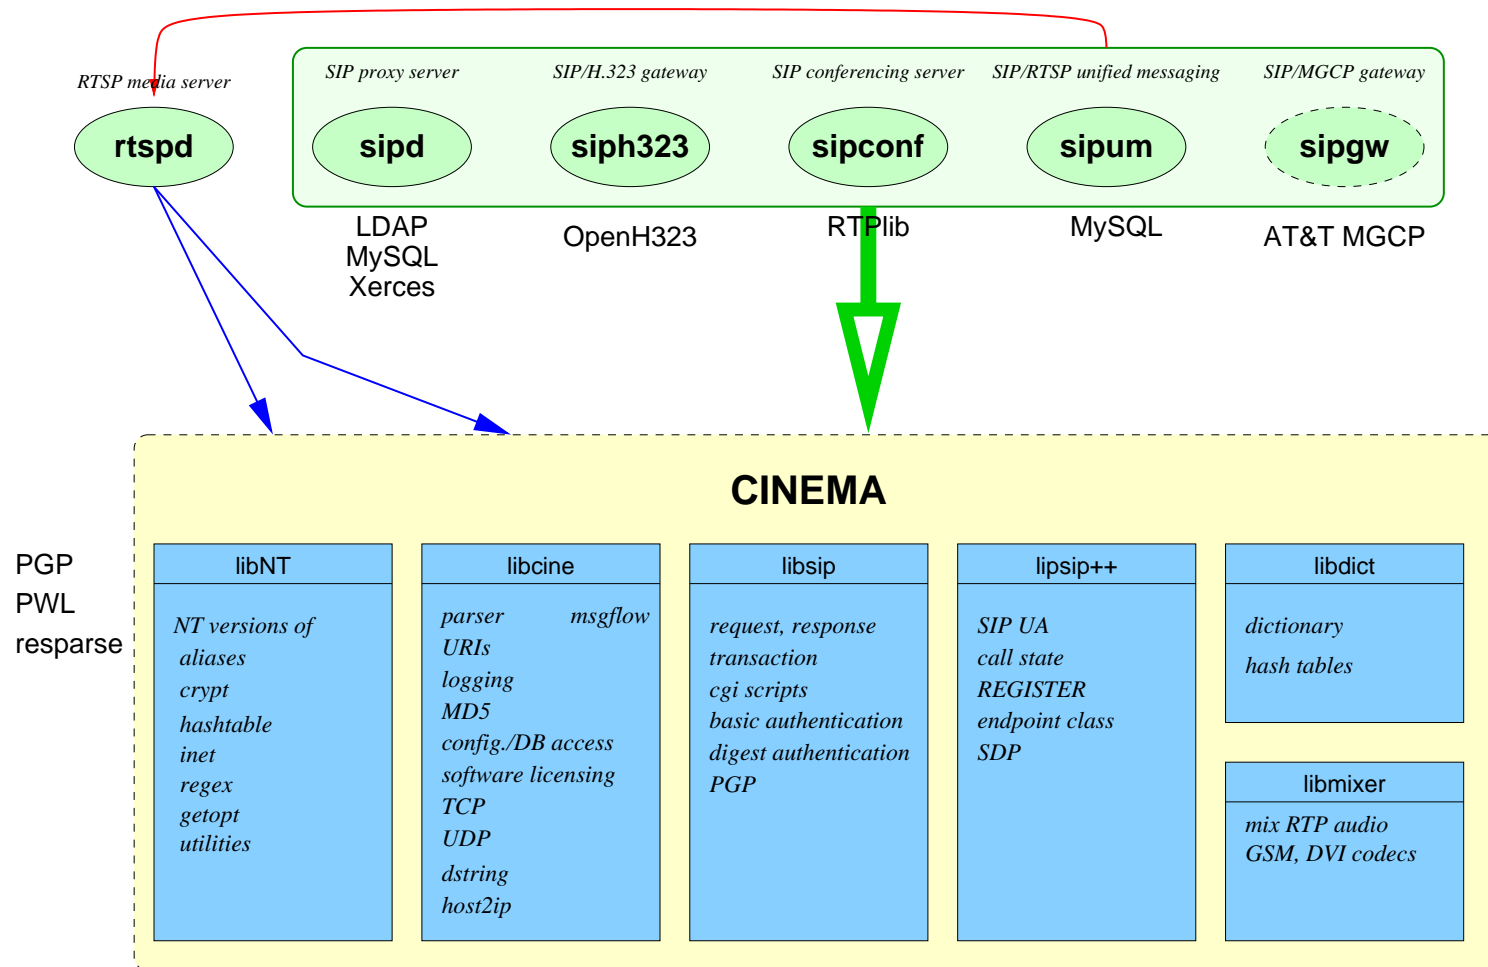 RTSP media server
SIP proxy server
SIP/H.323 gateway
SIP conferencing server
SIP/RTSP unified messaging
SIP/MGCP gateway
rtspd
sipd
siph323
sipconf
sipum
sipgw
LDAP
MySQL
Xerces
OpenH323
RTPlib
MySQL
AT&T MGCP
CINEMA
PGP
PWL
resparse
libNT
NT versions of
aliases
crypt
hashtable
inet
regex
getopt
utilities
libcine
parser msgflow
URIs
logging
MD5
config./DB access
software licensing
TCP
UDP
dstring
host2ip
libsip
request, response
transaction
cgi scripts
basic authentication
digest authentication
PGP
lipsip++
SIP UA
call state
REGISTER
endpoint class
SDP
libdict
dictionary
hash tables
libmixer
mix RTP audio
GSM, DVI codecs